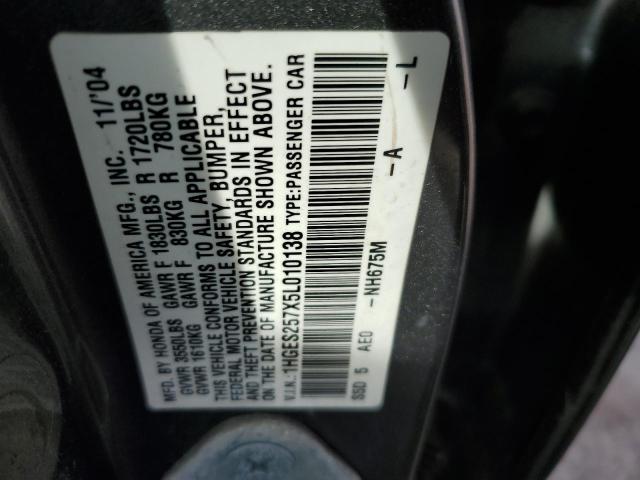 MFD. BY HONDA OF AMERICA MFG., INC. 11/'04
GVWR 3550LBS GAWR F 1830LBS R 1720LBS
GVWR 1610KG GAWR F 830KG R 780KG
THIS VEHICLE CONFORMS TO ALL APPLICABLE
FEDERAL MOTOR VEHICLE SAFETY, BUMPER,
AND THEFT PREVENTION STANDARDS IN EFFECT
ON THE DATE OF MANUFACTURE SHOWN ABOVE.
V.I.N.-:1HGES257X5L010138 TYPE:PASSENGER CAR
S5D 5 AE0 -NH675M -A -L